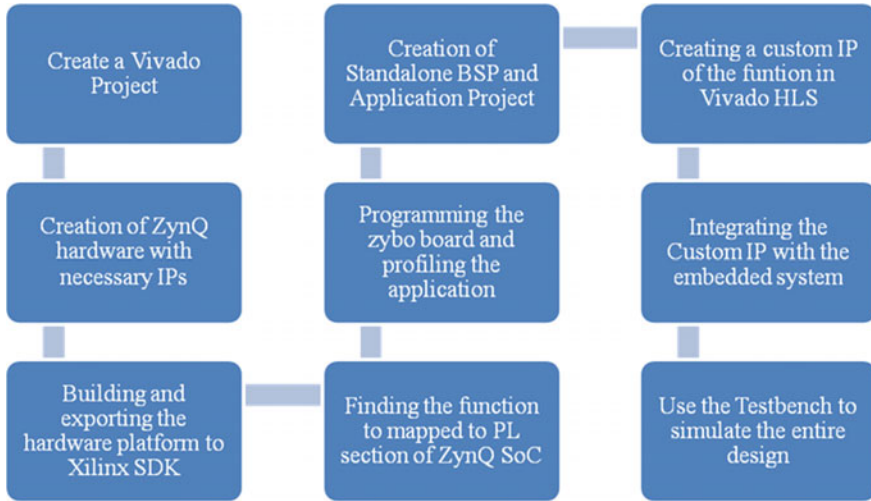 Create a Vivado
Project
Creation of ZynQ
hardware with
necessary IPs
Building and
exporting the
hardware platform to
Xilinx SDK
Finding the function
to mapped to PL
section of ZynQ SoC
Programming the
zybo board and
profiling the
application
Creation of
Standalone BSP and
Application Project
Creating a custom IP
of the funtion in
Vivado HLS
Integrating the
Custom IP with the
embedded system
Use the Testbench to
simulate the entire
design